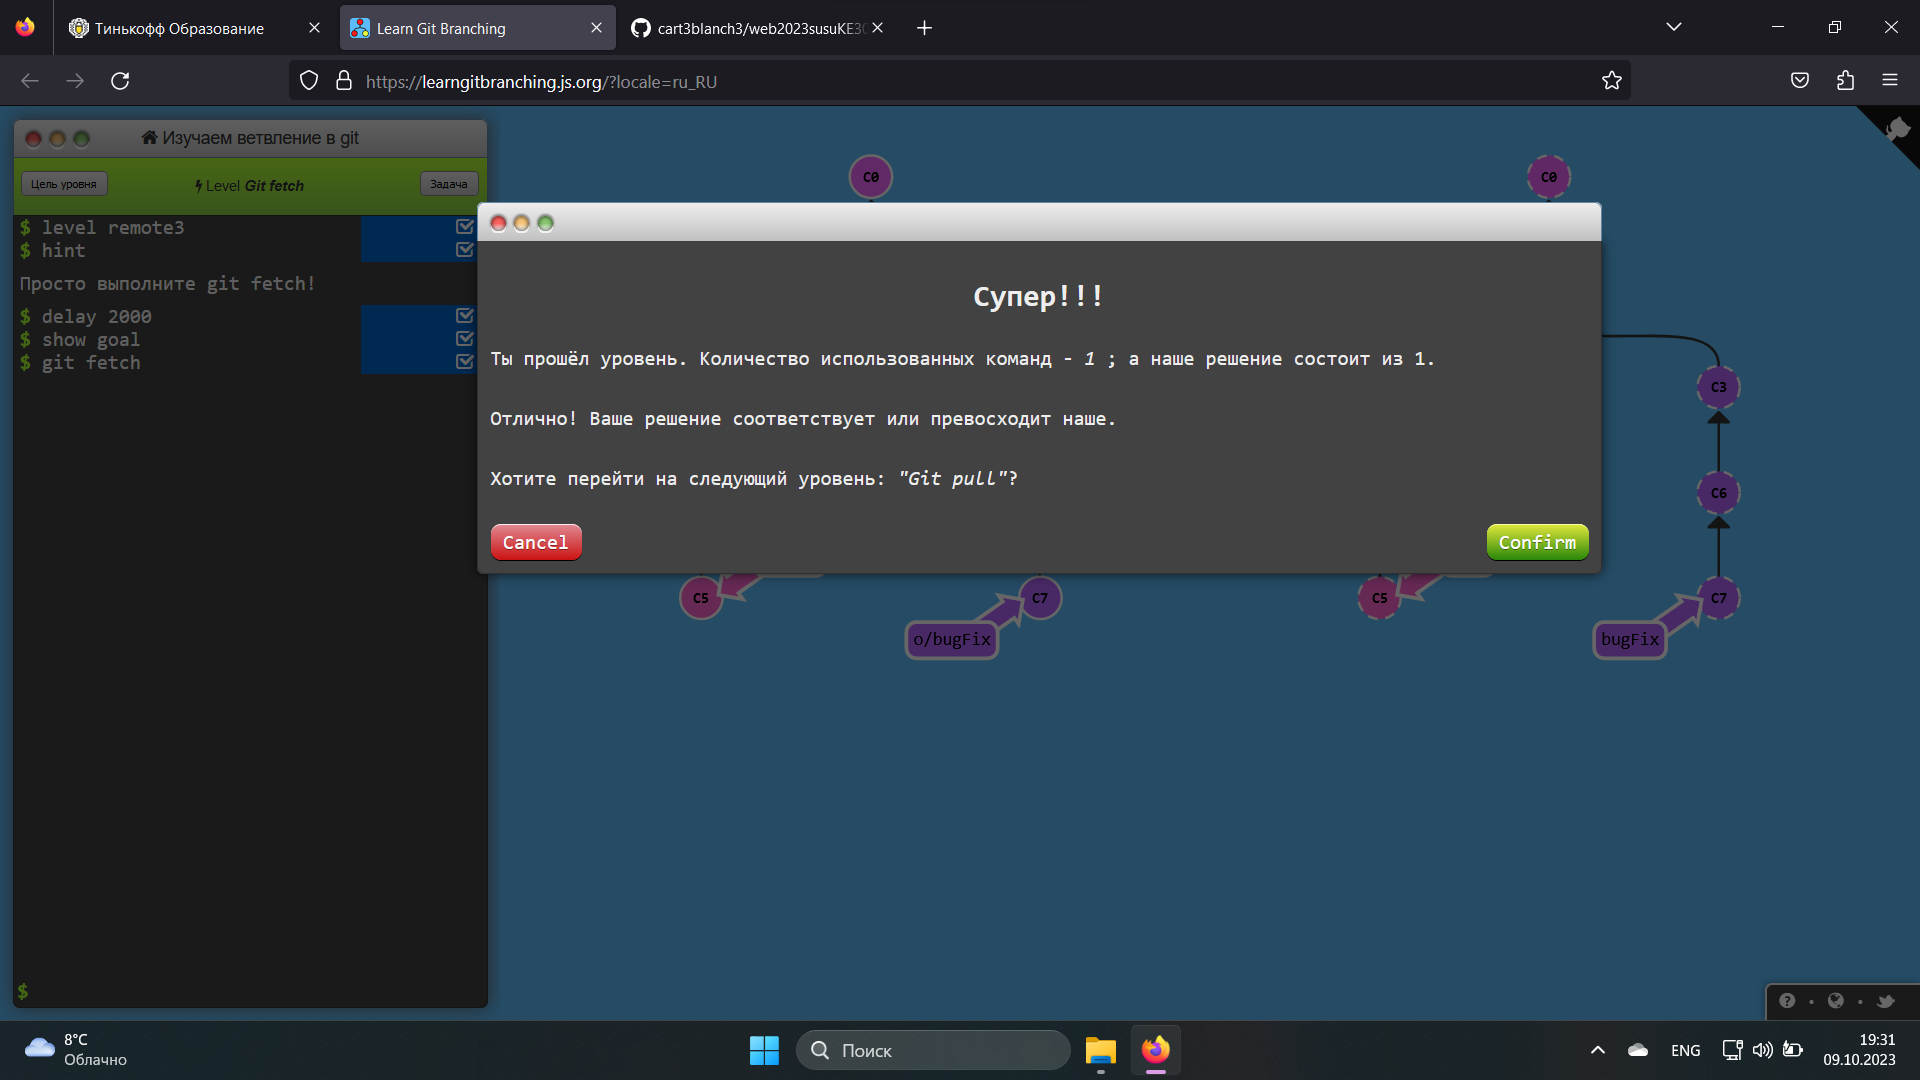 Тинькофф Образование
Learn Git Branching
cart3blanch3/web2023susuKE3
https://learngitbranching.js.org/?locale=ru_RU
Изучаем ветвление в git
Цель уровня
Level Git fetch
Задача
$ level remote3
$ hint
Просто выполните git fetch!
$ delay 2000
$ show goal
$ git fetch
$
C0
C0
Супер!!!
Ты прошёл уровень. Количество использованных команд - 1 ; а наше решение состоит из 1.
Отлично! Ваше решение соответствует или превосходит наше.
Хотите перейти на следующий уровень: "Git pull"?
Cancel
Confirm
C3
C6
C5
C7
C5
C7
o/bugFix
bugFix
8°C
Облачно
Поиск
ENG
19:31
09.10.2023